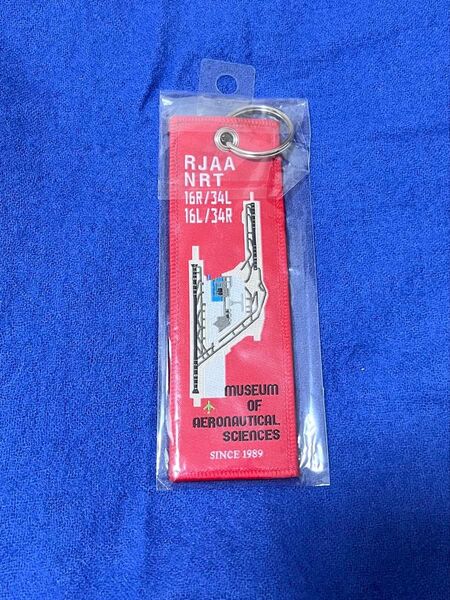 RJAA
NRT
16R/34L
16L/34R
MUSEUM
OF
AERONAUTICAL
SCIENCES
SINCE 1989